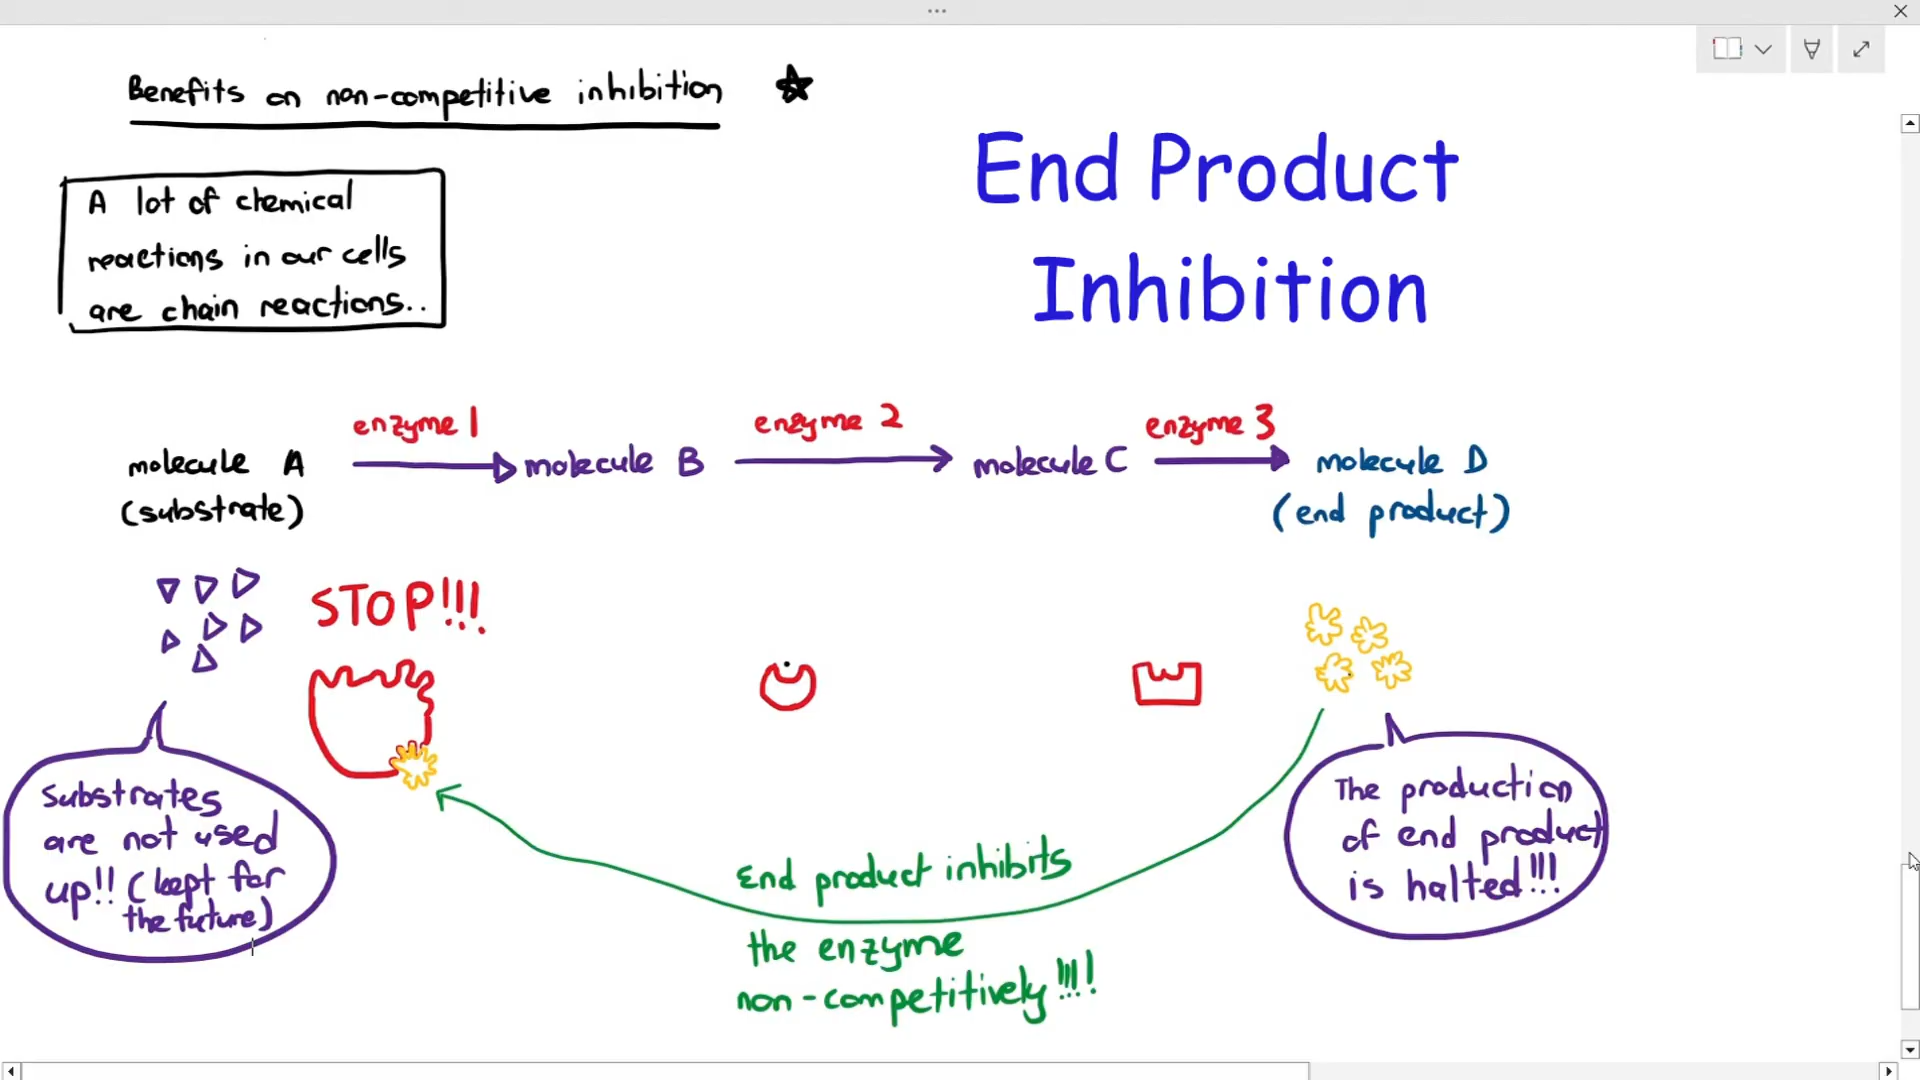 Benefits on non-competitive inhibition
End Product
Inhibition
A lot of chemical
reactions in our cells
are chain reactions..
enzyme 1
enzyme 2
enzyme 3
molecule A
molecule B
molecule C
molecule D
(substrate)
(end product)
STOP!!!
Substrates
are not used
up!! (kept for
the future)
The production
of end product
is halted!!!
End product inhibits
the enzyme
non-competitively!!!!